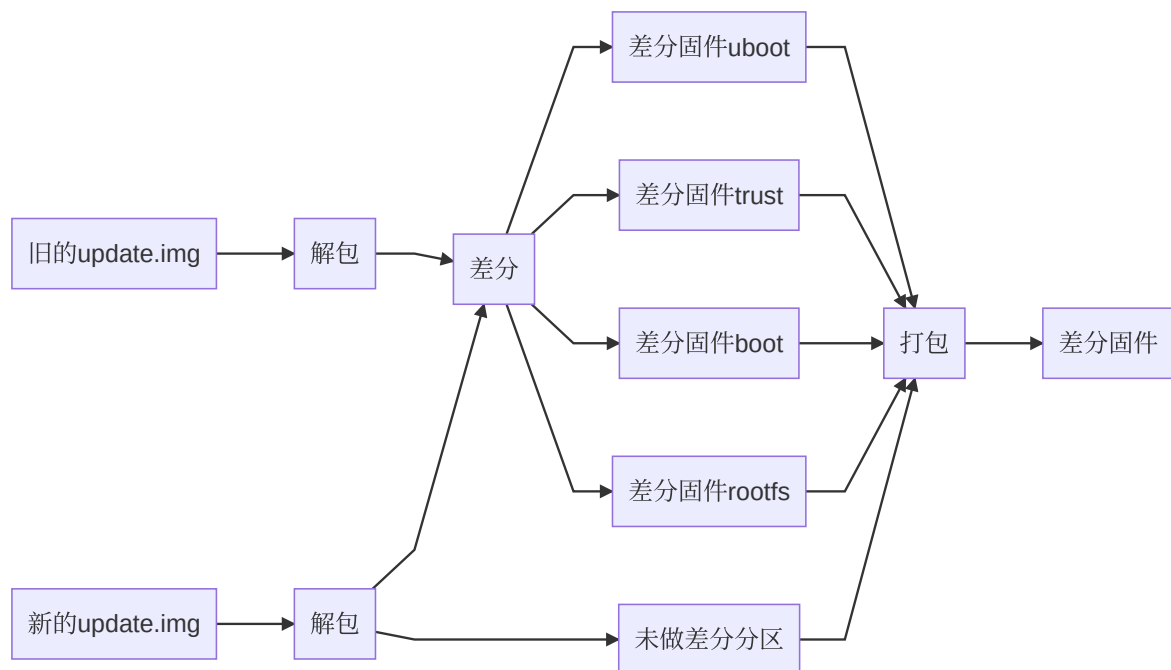 旧的update.img
解包
差分
差分固件uboot
差分固件trust
差分固件boot
差分固件rootfs
打包
差分固件
新的update.img
解包
未做差分分区